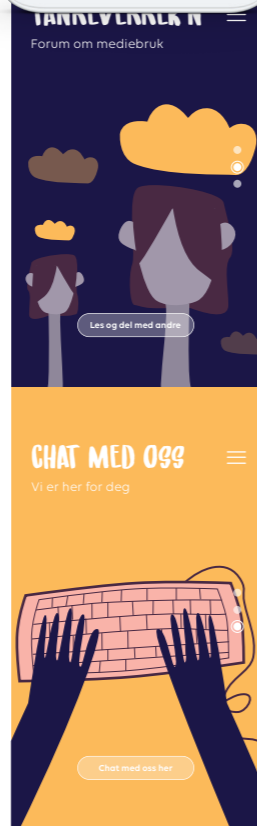 TANKEVERKER'N
Forum om mediebruk
Les og del med andre
CHAT MED OSS
Vi er her for deg
Chat med oss her